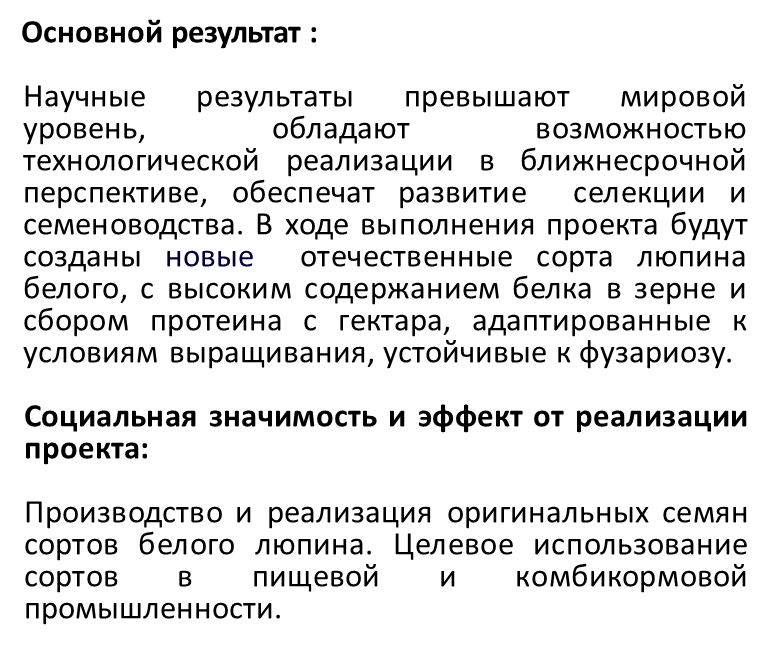 Основной результат :
Научные результаты превышают мировой
уровень, обладают возможностью
технологической реализации в ближнесрочной
перспективе, обеспечат развитие селекции и
семеноводства. В ходе выполнения проекта будут
созданы новые отечественные сорта люпина
белого, с высоким содержанием белка в зерне и
сбором протеина с гектара, адаптированные к
условиям выращивания, устойчивые к фузариозу.
Социальная значимость и эффект от реализации
проекта:
Производство и реализация оригинальных семян
сортов белого люпина. Целевое использование
сортов в пищевой и комбикормовой
промышленности.